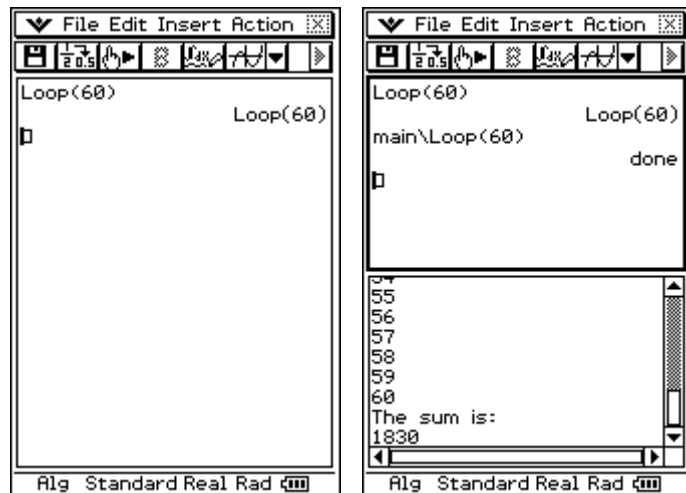 File Edit Insert Action
Loop(60)
Loop(60)
Alg Standard Real Rad
File Edit Insert Action
Loop(60)
Loop(60)
main\Loop(60)
done
55
56
57
58
59
60
The sum is:
1830
Alg Standard Real Rad